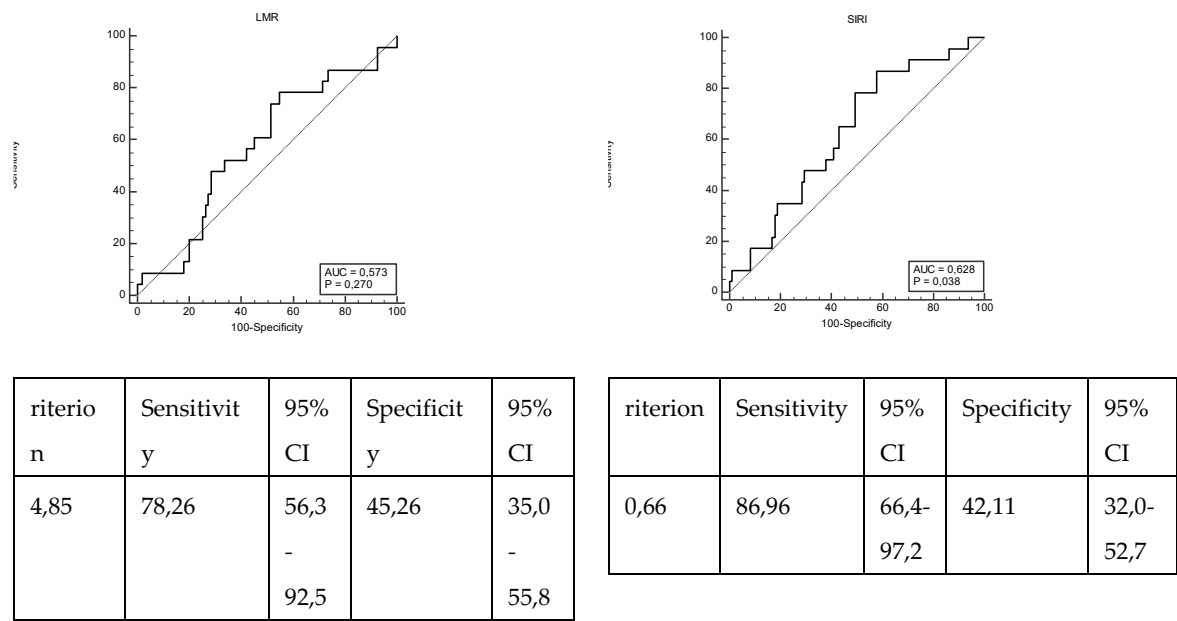 LMR
100
80
60
40
20
0
0 20 40 60 80 100
100-Specificity
AUC = 0,573
P = 0,270
SIRI
100
80
60
40
20
0
0 20 40 60 80 100
100-Specificity
AUC = 0,628
P = 0,038
riterio Sensitivit 95% Specificit 95%
n y CI y CI
4,85 78,26 56,3 45,26 35,0
- -
92,5 55,8
riterion Sensitivity 95% Specificity 95%
CI CI
0,66 86,96 66,4- 42,11 32,0-
97,2 52,7